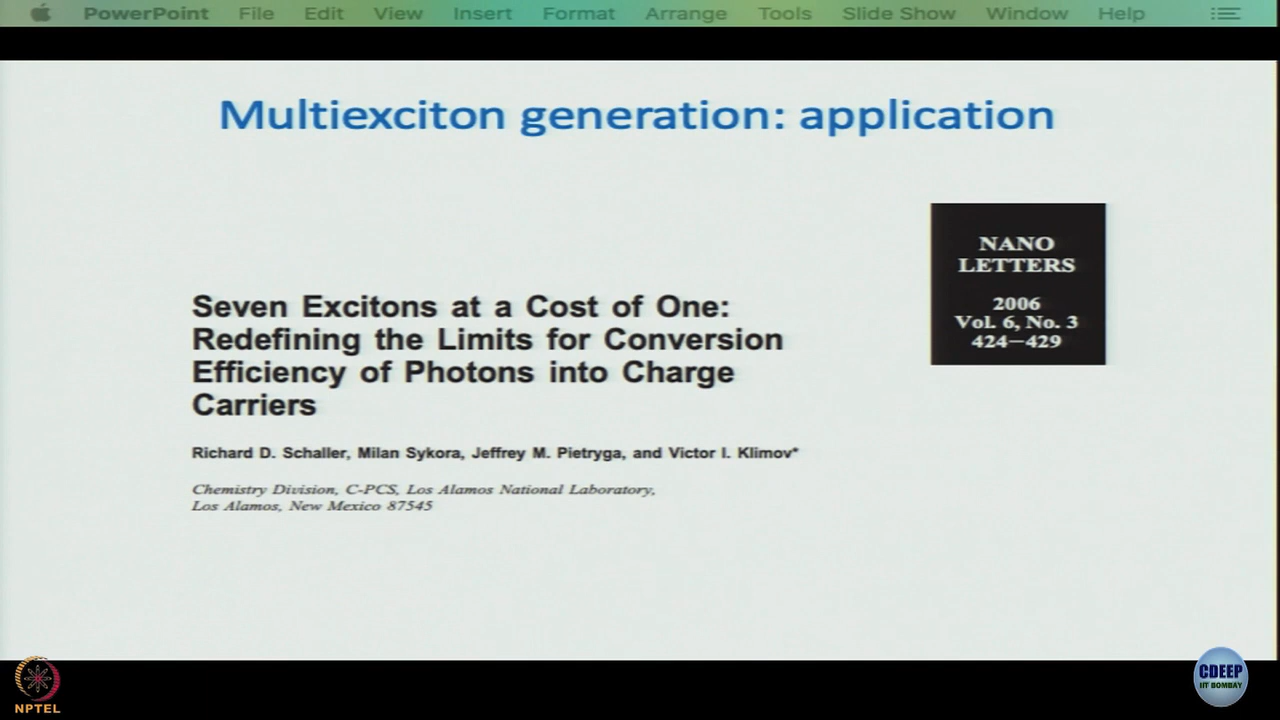 PowerPoint File Edit View Insert Format Arrange Tools Slide Show Window Help
Multiexciton generation: application
NANO
LETTERS
2006
Vol. 6, No. 3
424–429
Seven Excitons at a Cost of One:
Redefining the Limits for Conversion
Efficiency of Photons into Charge
Carriers
Richard D. Schaller, Milan Sykora, Jeffrey M. Pietryga, and Victor I. Klimov*
Chemistry Division, C-PCS, Los Alamos National Laboratory,
Los Alamos, New Mexico 87545
NPTEL
CDEEP
IIT BOMBAY